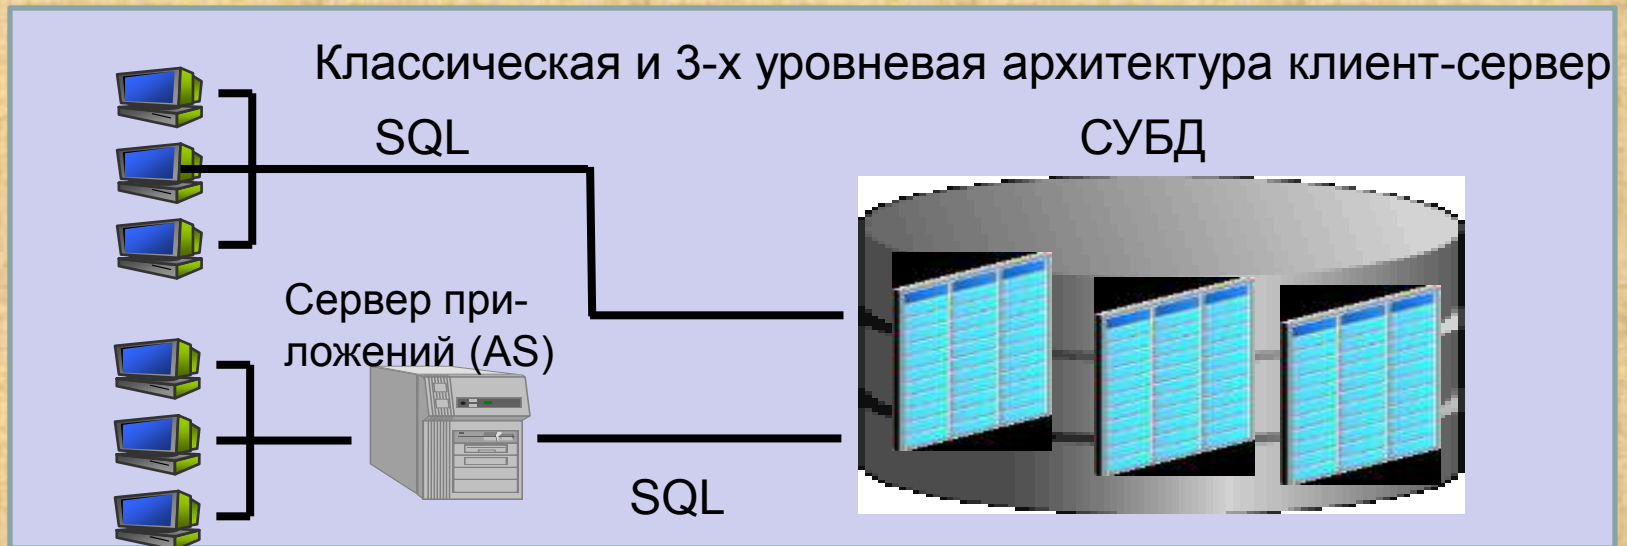 Классическая и 3-х уровневая архитектура клиент-сервер
SQL
СУБД
Сервер при-
ложений (AS)
SQL